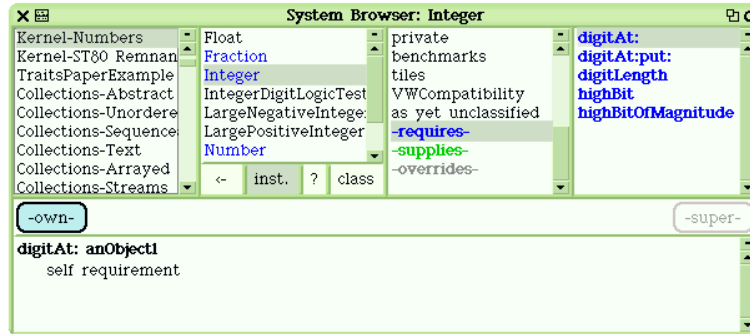 System Browser: Integer
Kernel-Numbers
Kernel-ST80 Remnan
TraitsPaperExample
Collections-Abstract
Collections-Unordere
Collections-Sequence
Collections-Text
Collections-Arrayed
Collections-Streams
Float
Fraction
Integer
IntegerDigitLogicTest
LargeNegativeInteger
LargePositiveInteger
Number
<- inst. ? class
private
benchmarks
tiles
VWCompatibility
as yet unclassified
-requires-
-supplies-
-overrides-
digitAt:
digitAt:put:
digitLength
highBit
highBitOfMagnitude
-own-
-super-
digitAt: anObject1
self requirement